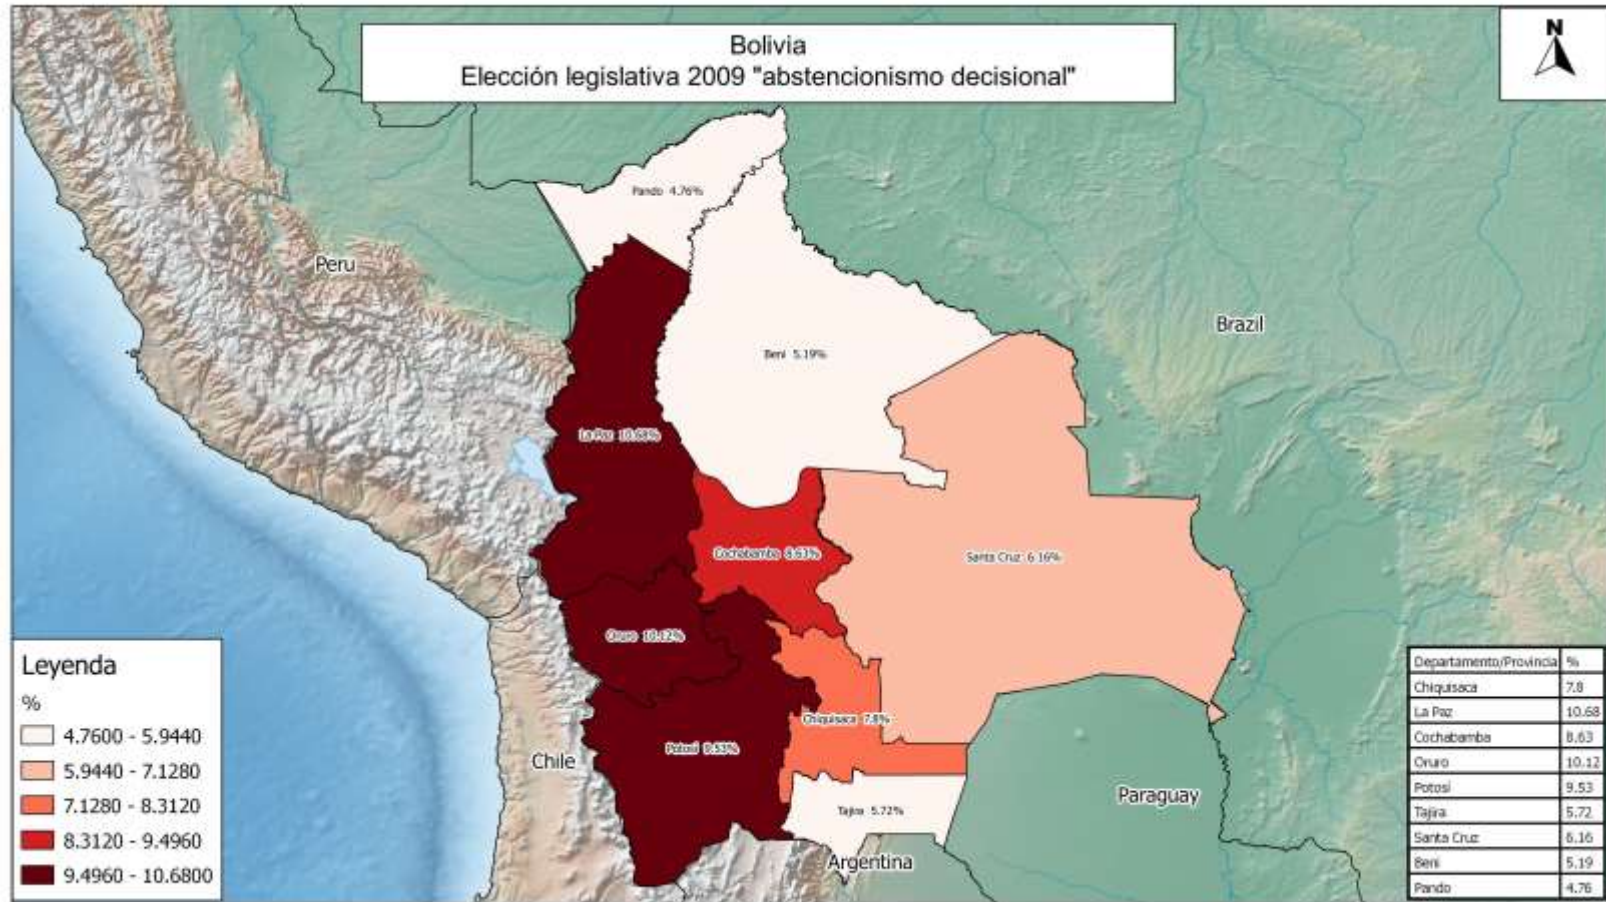 Bolivia
Elección legislativa 2009 "abstencionismo decisional"
N
Pando 4.76%
Peru
Brazil
Beni 5.19%
La Paz 10.68%
Cochabamba 8.63%
Santa Cruz 6.16%
Oruro 10.12%
Chiquisaca 7.8%
Potosí 9.53%
Chile
Paraguay
Tajira 5.72%
Argentina
Leyenda
%
4.7600 - 5.9440
5.9440 - 7.1280
7.1280 - 8.3120
8.3120 - 9.4960
9.4960 - 10.6800
Departamento/Provincia %
Chiquisaca 7.8
La Paz 10.68
Cochabamba 8.63
Oruro 10.12
Potosí 9.53
Tajira 5.72
Santa Cruz 6.16
Beni 5.19
Pando 4.76